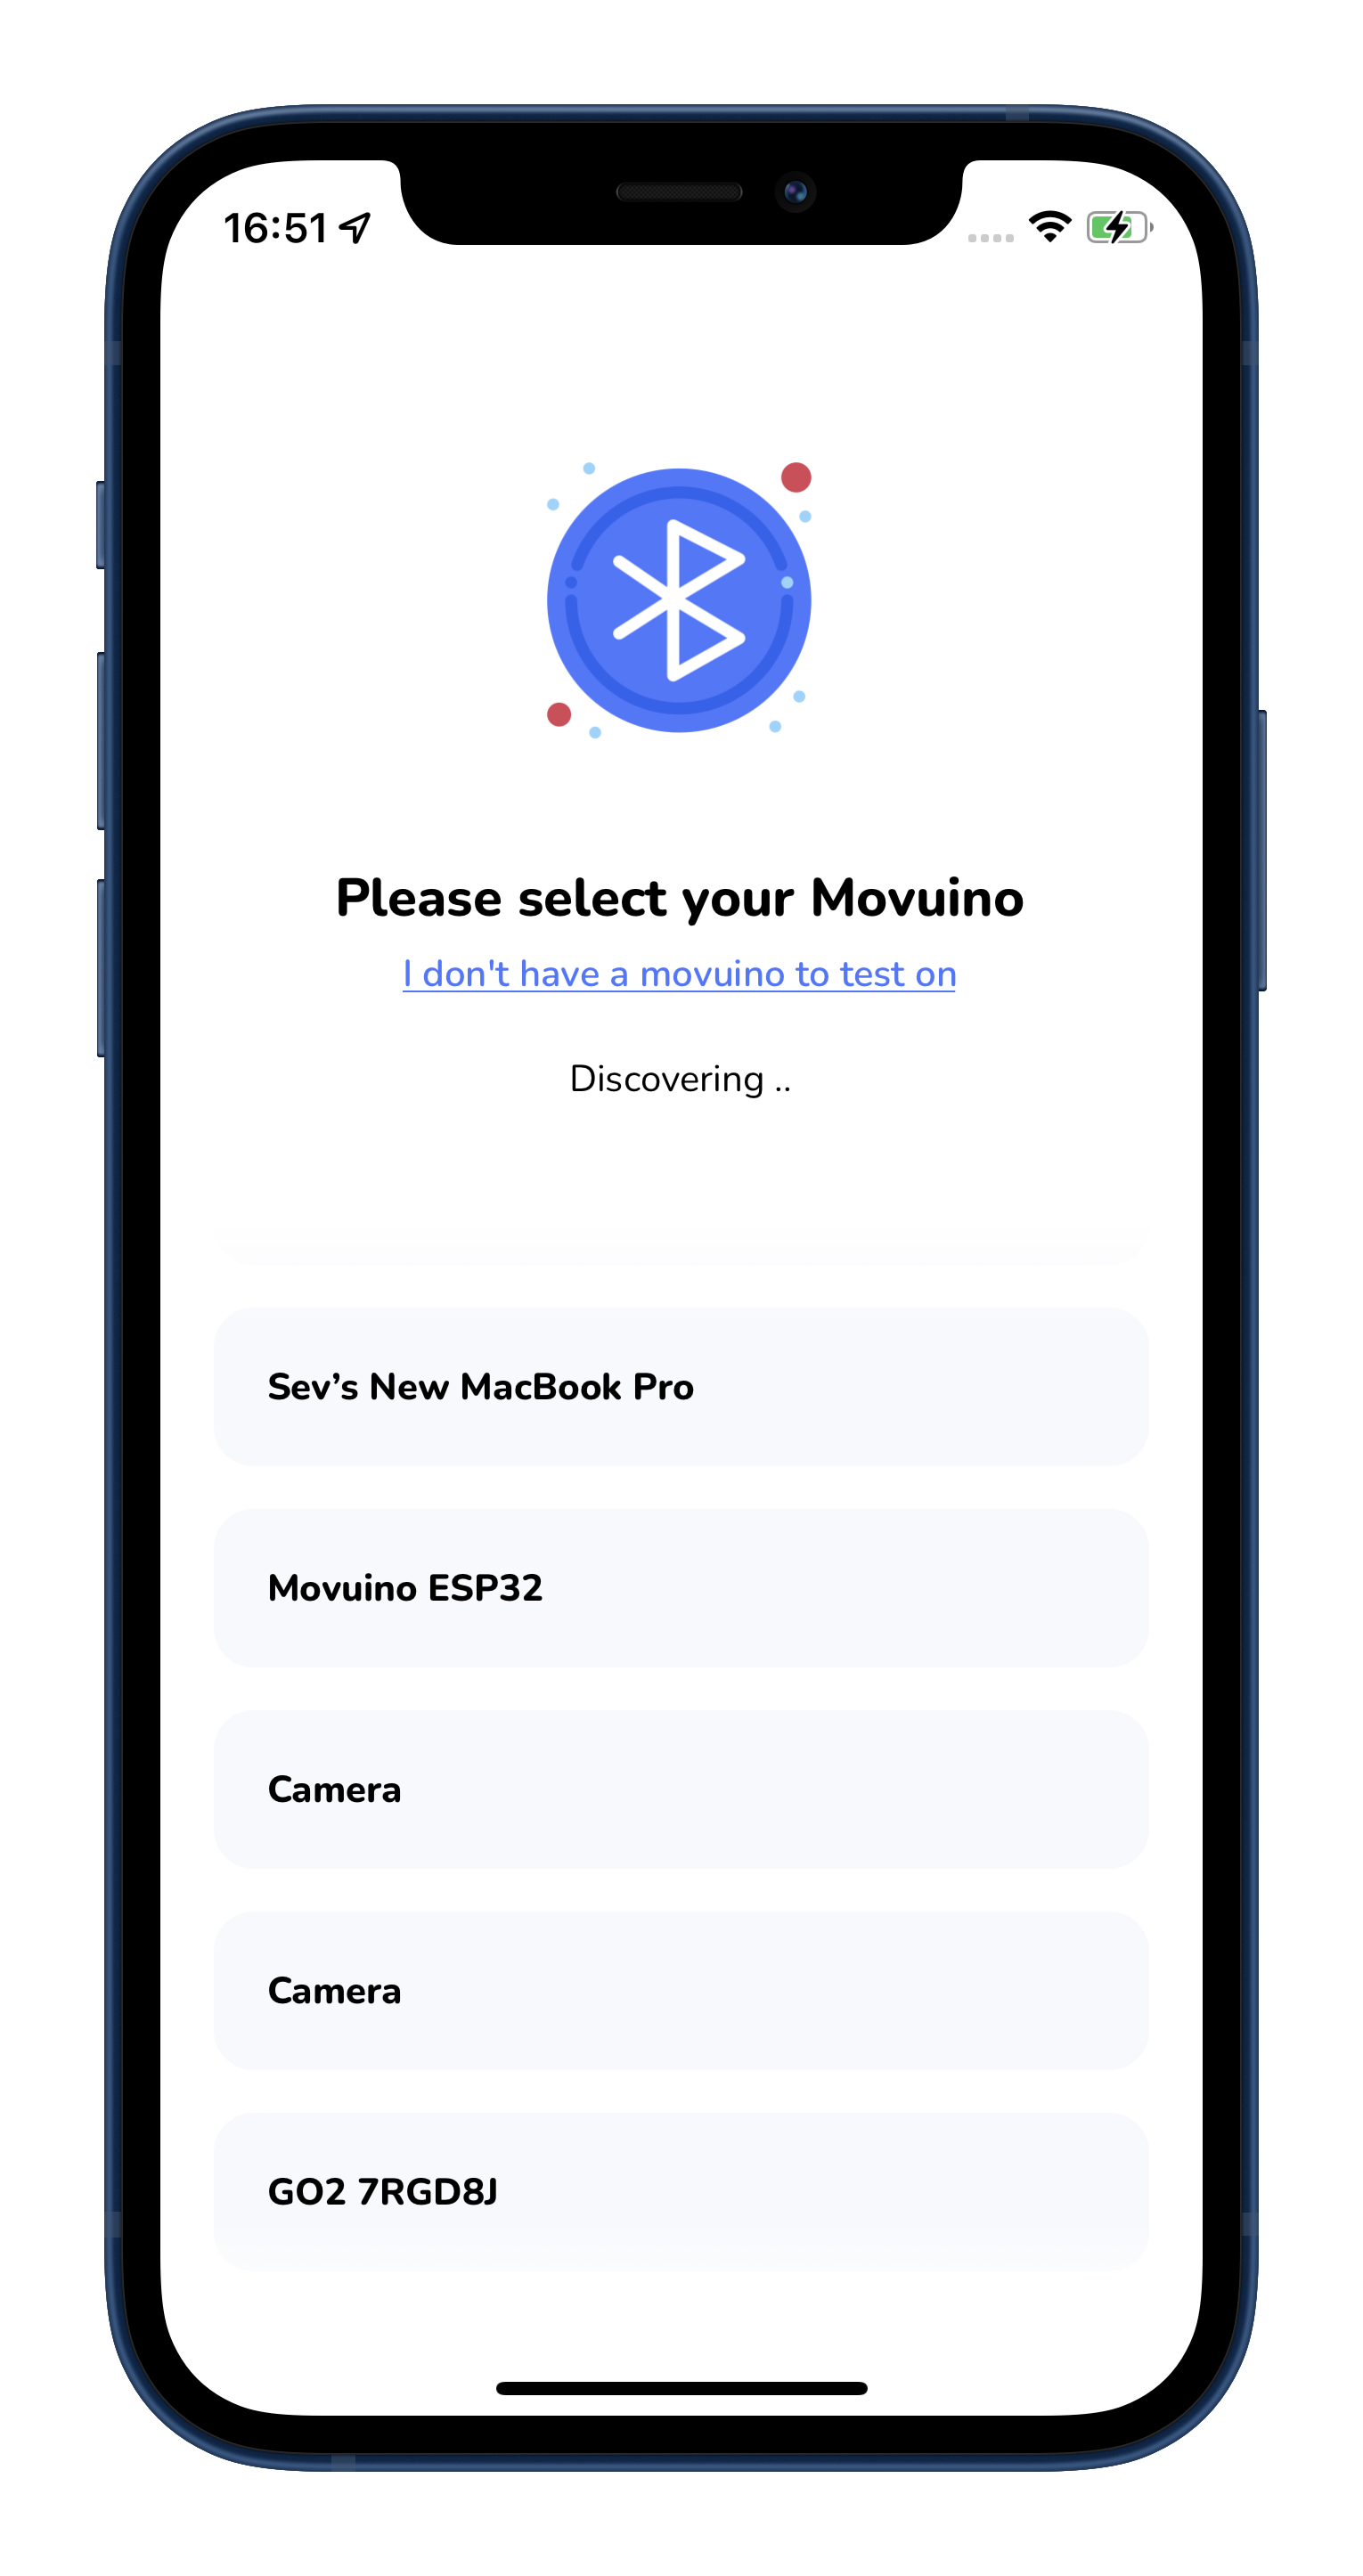 16:51
Please select your Movuino
I don't have a movuino to test on
Discovering ..
Sev’s New MacBook Pro
Movuino ESP32
Camera
Camera
GO2 7RGD8J